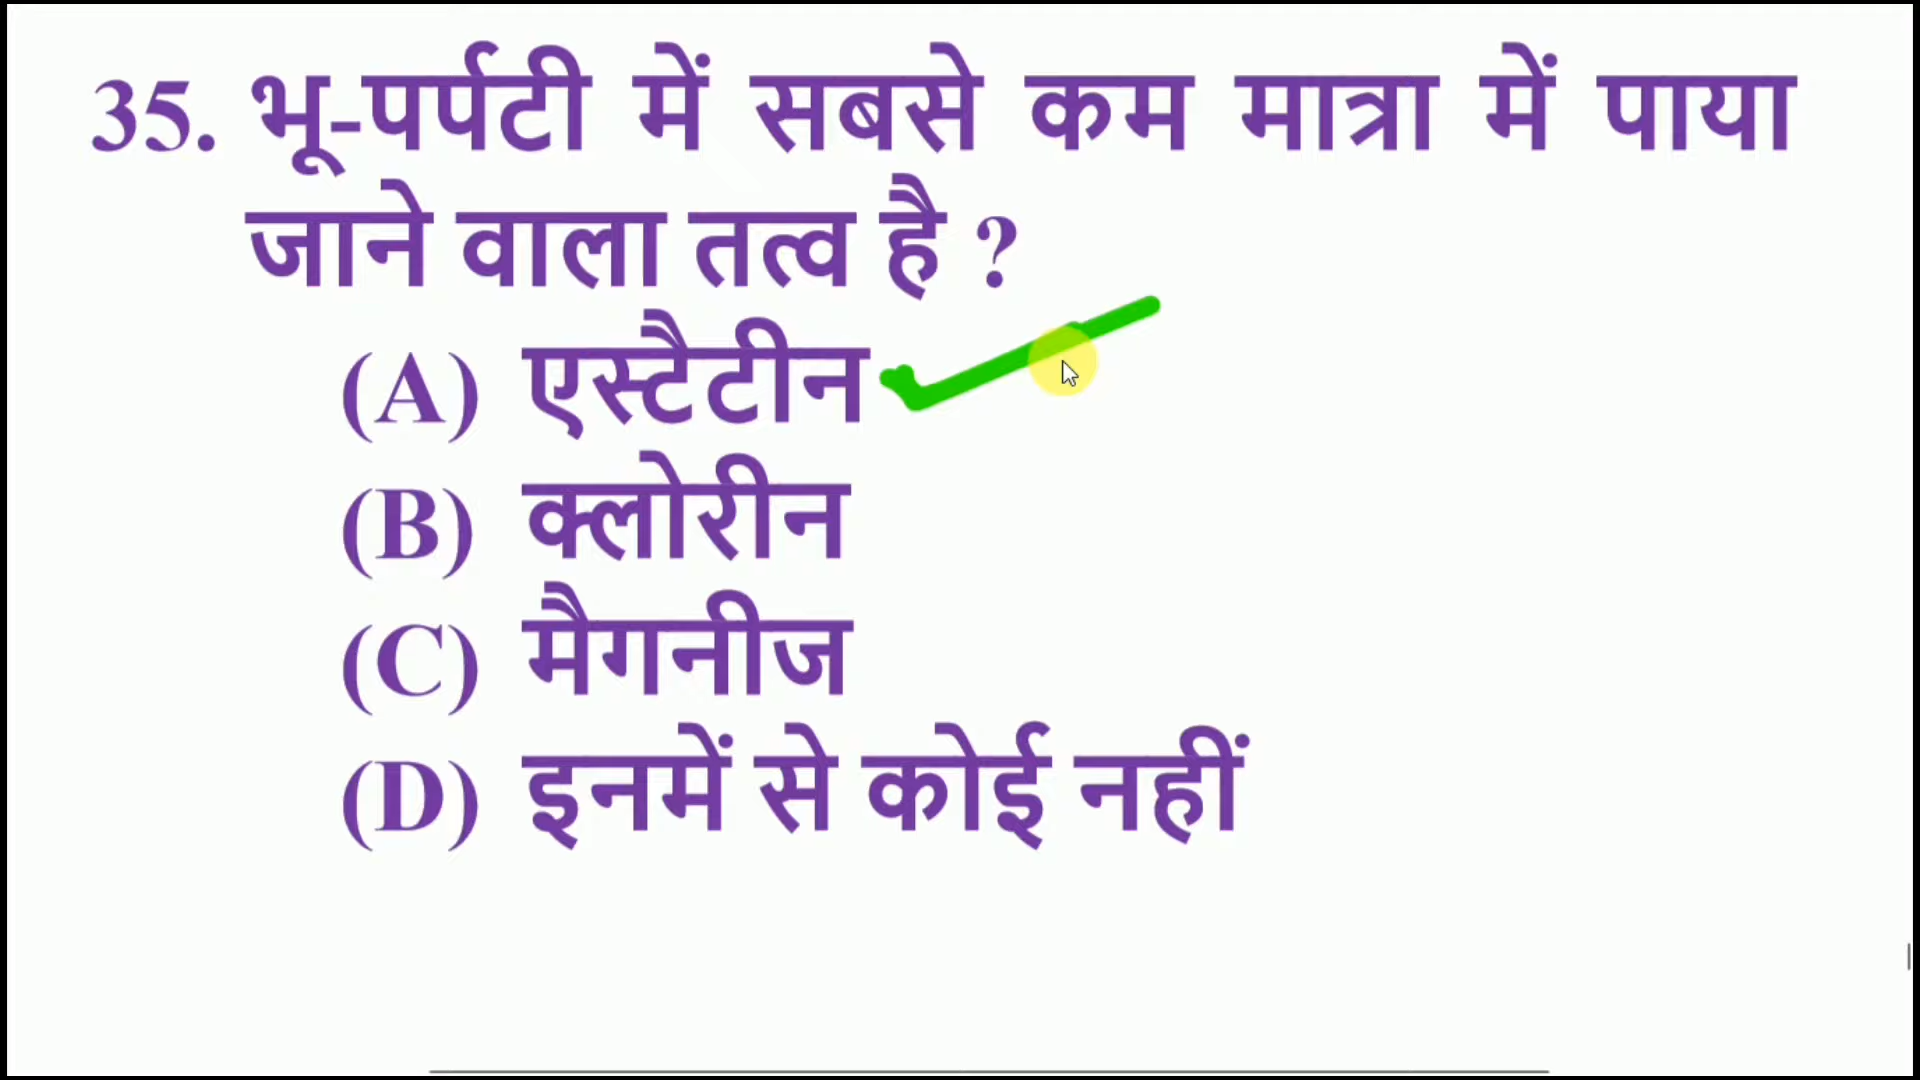 35. भू-पर्पटी में सबसे कम मात्रा में पाया
जाने वाला तत्व है ?
(A) एस्टैटीन
(B) क्लोरीन
(C) मैगनीज
(D) इनमें से कोई नहीं